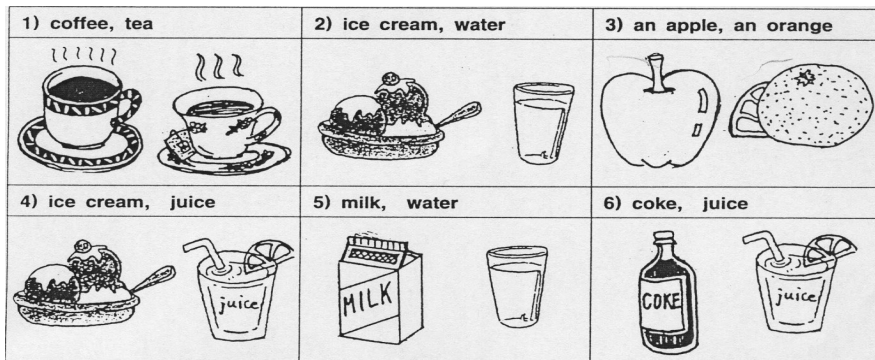 1) coffee, tea
2) ice cream, water
3) an apple, an orange
4) ice cream, juice
juice
5) milk, water
MILK
6) coke, juice
COKE
juice